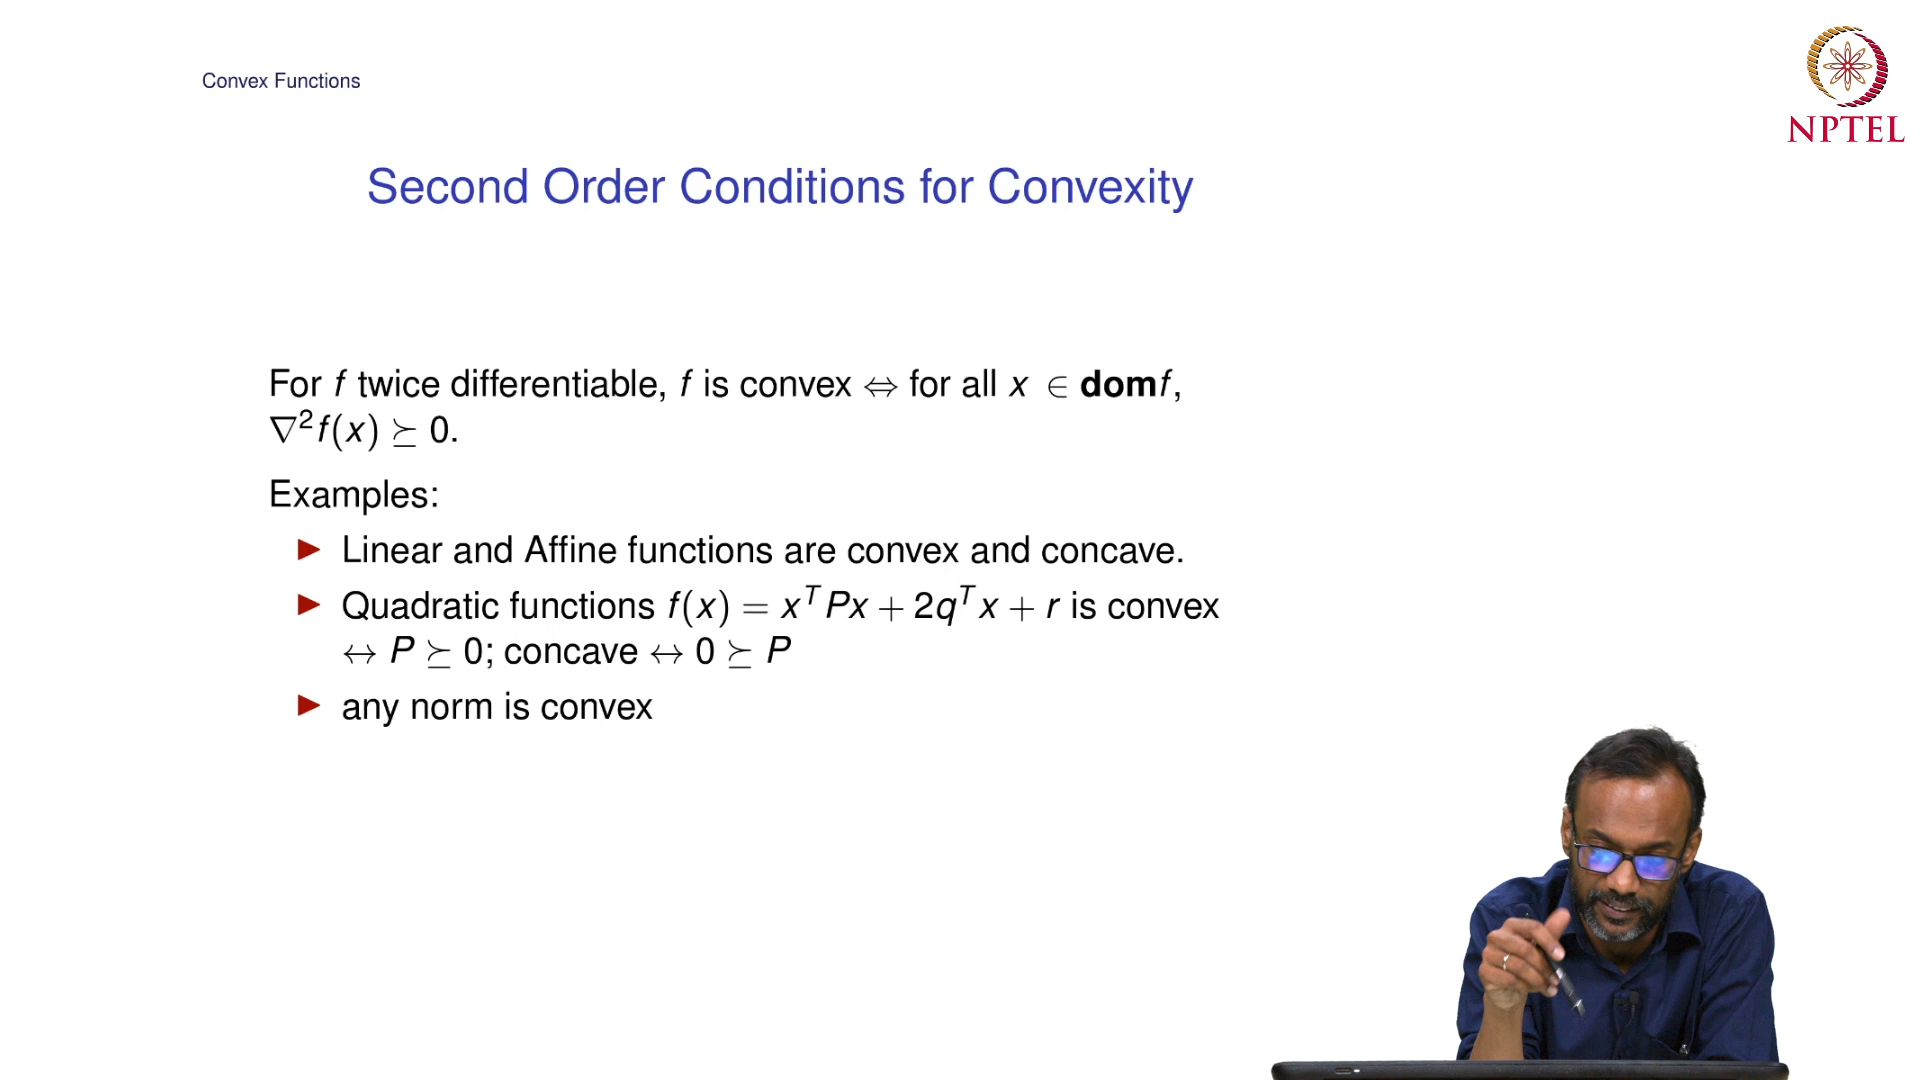 Convex Functions
NPTEL
Second Order Conditions for Convexity
For f twice differentiable, f is convex ⇔ for all x ∈ domf,
∇²f(x) ⪰ 0.
Examples:
Linear and Affine functions are convex and concave.
Quadratic functions f(x) = xᵀPx + 2qᵀx + r is convex
↔ P ⪰ 0; concave ↔ 0 ⪰ P
any norm is convex